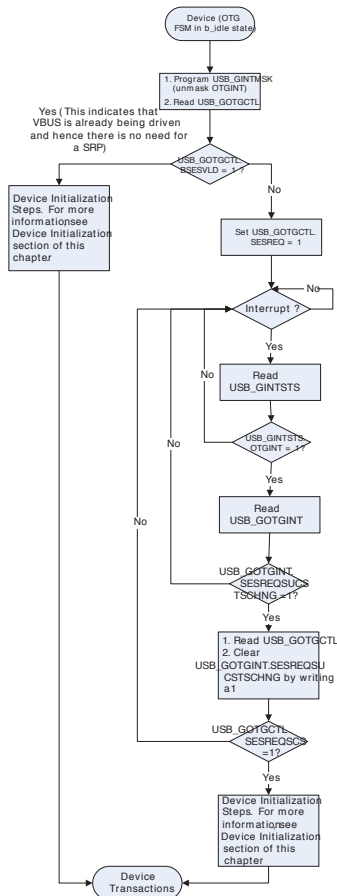 Device (OTG
FSM in b_idle state)
1. Program USB_GINTMSK
(unmask OTGINT)
2. Read USB_GOTGCTL
Yes (This indicates that
VBUS is already being driven
and hence there is no need for
a SRP)
USB_GOTGCTL.
BSESVLD = 1 ?
No
Device Initialization
Steps. For more
information, see
Device Initialization
section of this
chapter
Set USB_GOTGCTL.
SESREQ = 1
No
Interrupt ?
Yes
Read
USB_GINTSTS
No
USB_GINTSTS.
OTGINT = 1?
Yes
Read
USB_GOTGINT
No
USB_GOTGINT.
SESREQSUCS
TSCHNG =1?
Yes
1. Read USB_GOTGCTL
2. Clear
USB_GOTGINT.SESREQSU
CSTSCHNG by writing
a1
No
USB_GOTGCTL.
SESREQSCS
=1?
Yes
Device Initialization
Steps. For more
information, see
Device Initialization
section of this
chapter
Device
Transactions